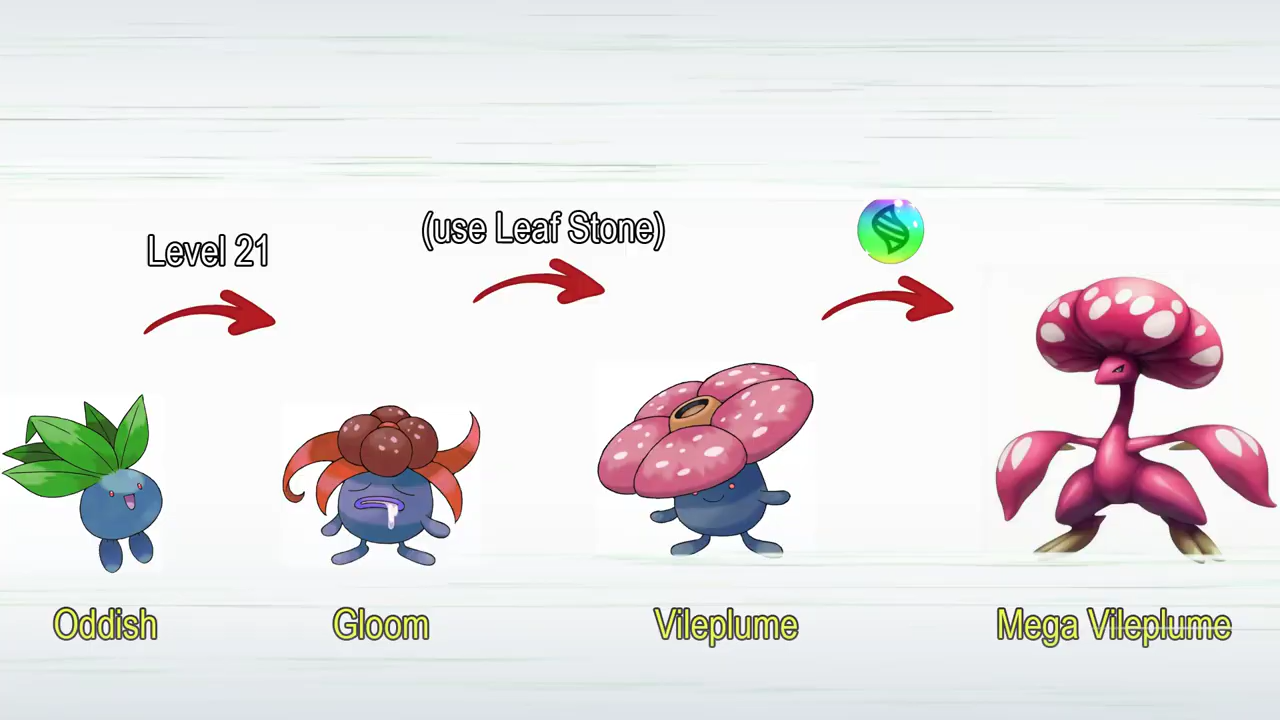 Level 21
(use Leaf Stone)
Oddish
Gloom
Vileplume
Mega Vileplume